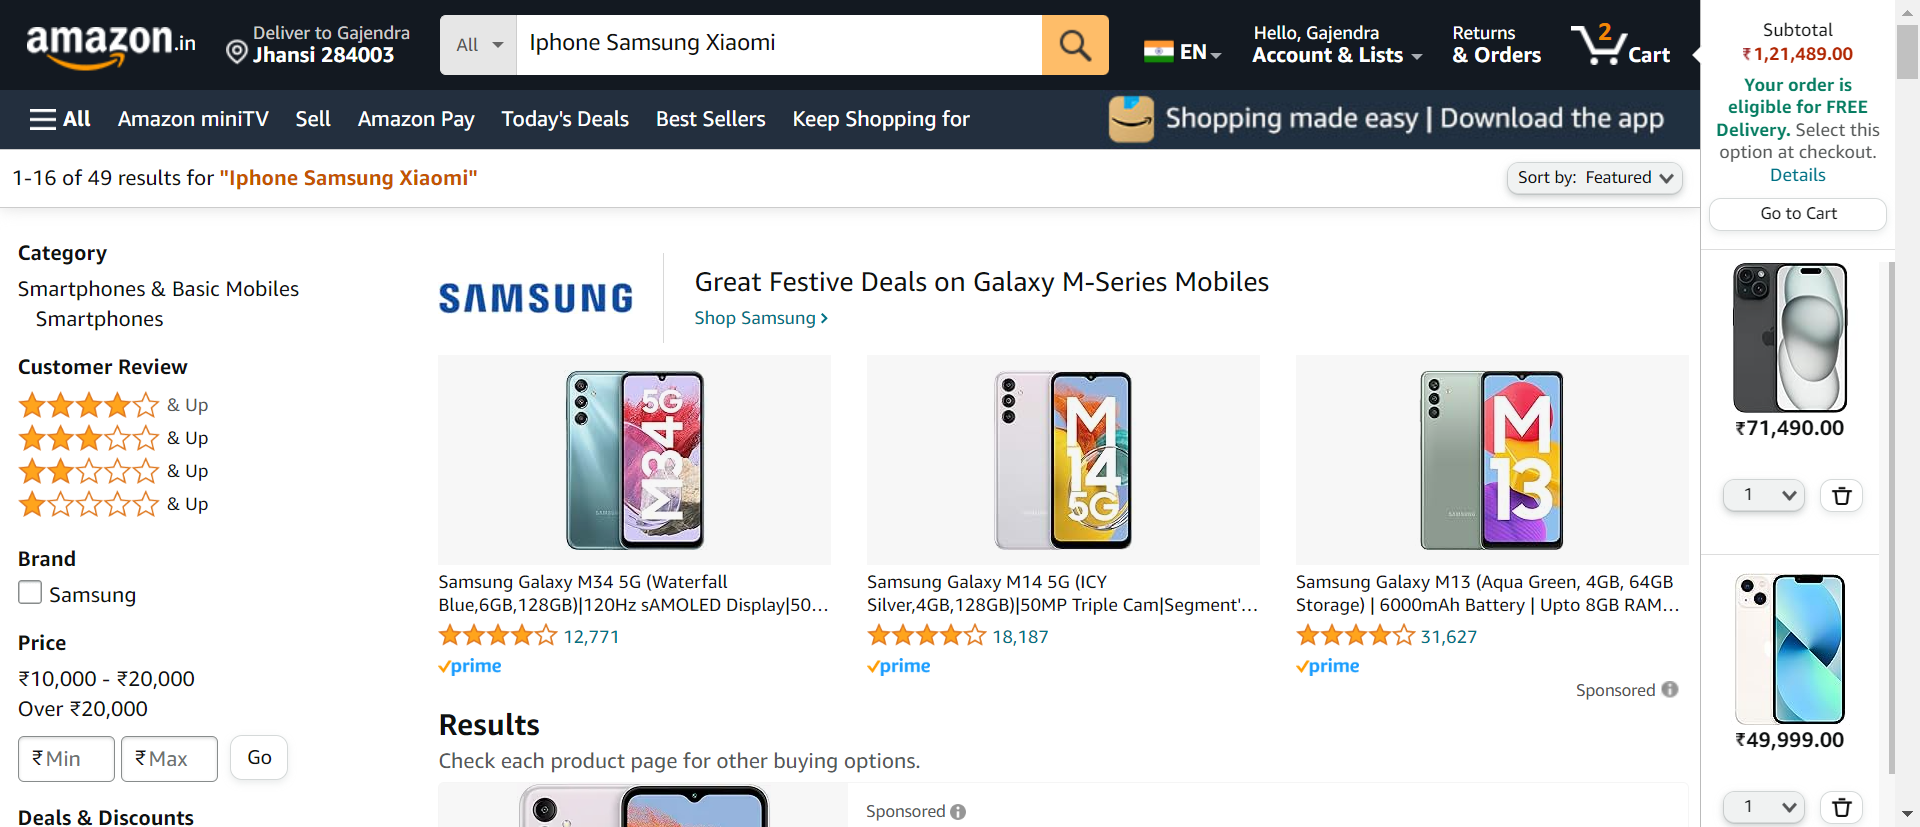 amazon.in
Deliver to Gajendra
Jhansi 284003
All
Iphone Samsung Xiaomi
EN
Hello, Gajendra
Account & Lists
Returns
& Orders
2
Cart
All
Amazon miniTV
Sell
Amazon Pay
Today's Deals
Best Sellers
Keep Shopping for
Shopping made easy | Download the app
1-16 of 49 results for "Iphone Samsung Xiaomi"
Sort by: Featured
Category
Smartphones & Basic Mobiles
Smartphones
Customer Review
& Up
& Up
& Up
& Up
Brand
Samsung
Price
₹10,000 - ₹20,000
Over ₹20,000
₹ Min
₹ Max
Go
Deals & Discounts
SAMSUNG
Great Festive Deals on Galaxy M-Series Mobiles
Shop Samsung ›
M34 5G
Samsung Galaxy M34 5G (Waterfall
Blue,6GB,128GB)|120Hz sAMOLED Display|50...
12,771
prime
M
14
5G
Samsung Galaxy M14 5G (ICY
Silver,4GB,128GB)|50MP Triple Cam|Segment'...
18,187
prime
M
13
Samsung Galaxy M13 (Aqua Green, 4GB, 64GB
Storage) | 6000mAh Battery | Upto 8GB RAM...
31,627
prime
Sponsored
Results
Check each product page for other buying options.
Sponsored
Subtotal
₹1,21,489.00
Your order is
eligible for FREE
Delivery. Select this
option at checkout.
Details
Go to Cart
₹71,490.00
1
₹49,999.00
1